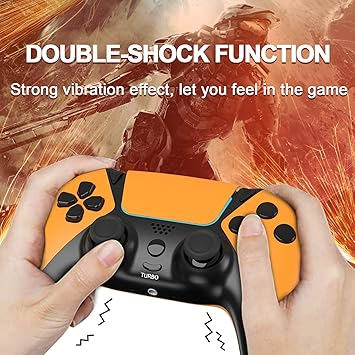 DOUBLE-SHOCK FUNCTION
Strong vibration effect, let you feel in the game
TURBO